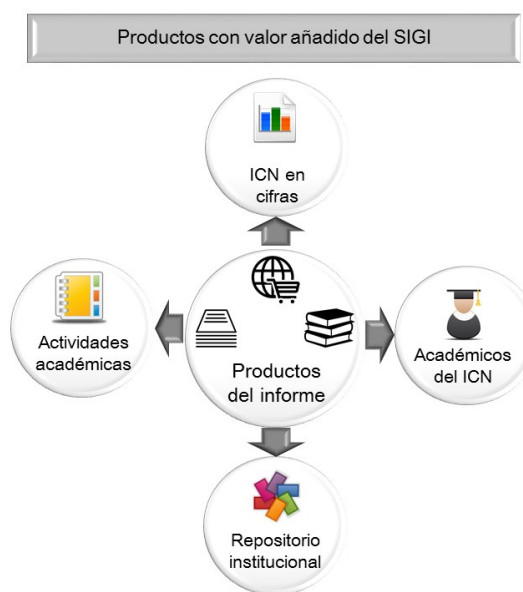 Productos con valor añadido del SIGI
ICN en
cifras
Actividades
académicas
Productos
del informe
Académicos
del ICN
Repositorio
institucional